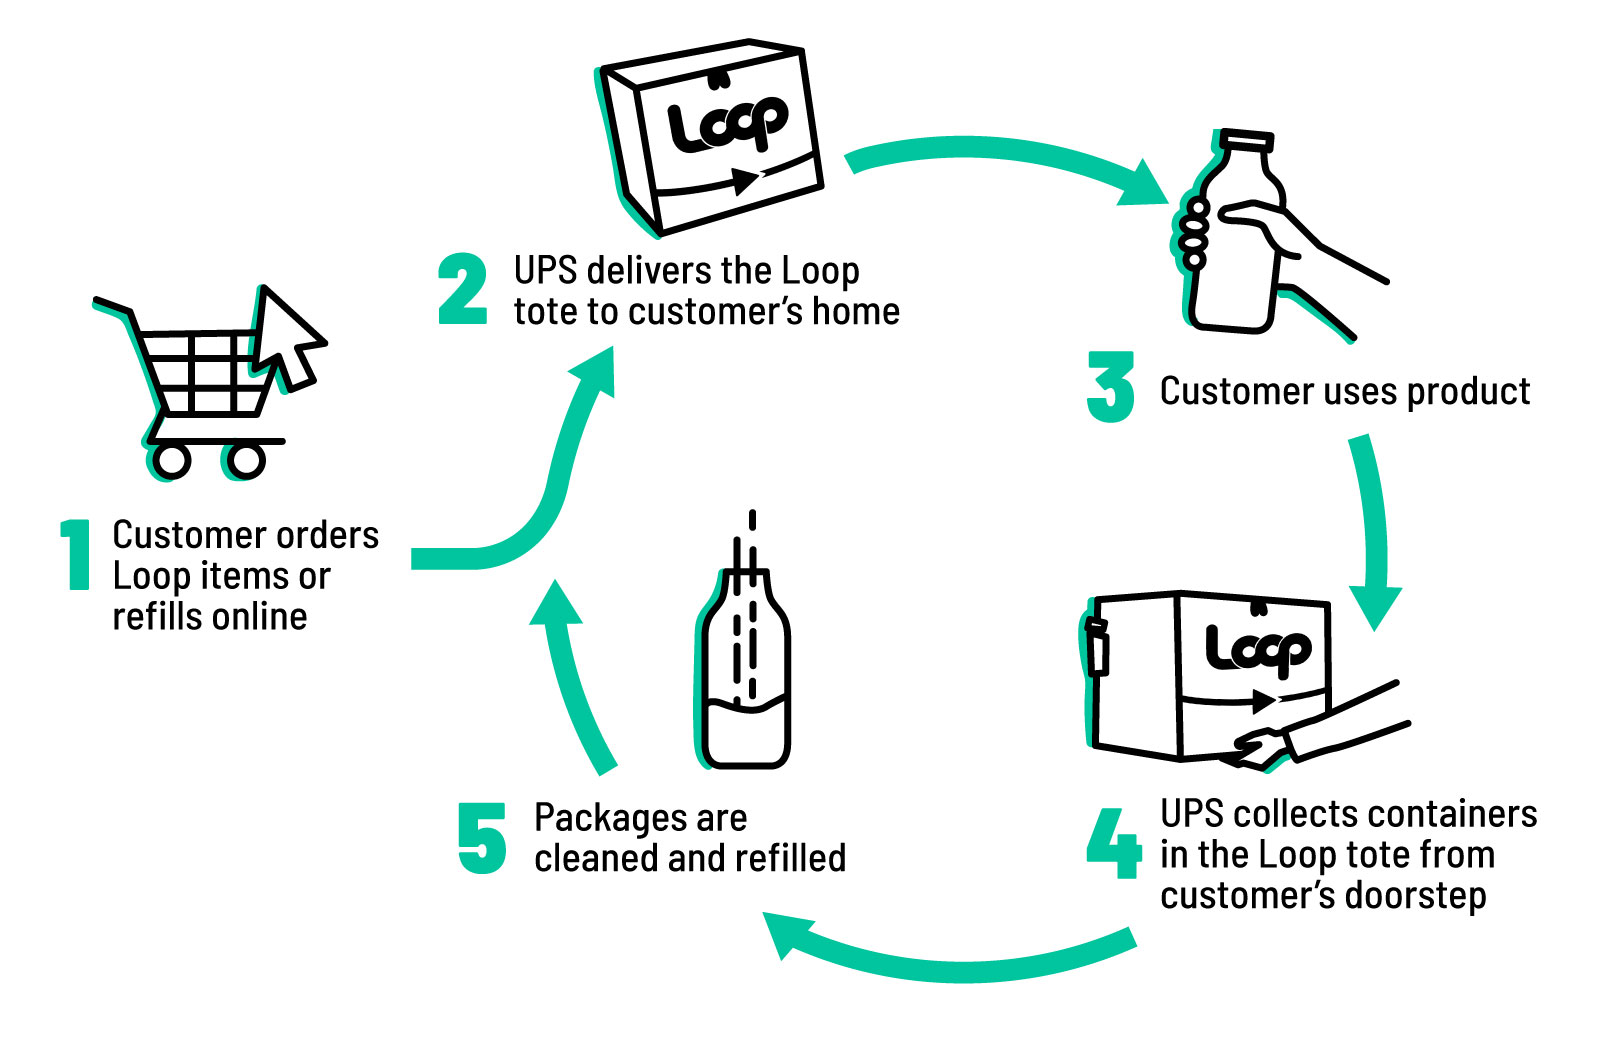 Loop
2
UPS delivers the Loop
tote to customer's home
3
Customer uses product
1
Customer orders
Loop items or
refills online
Loop
5
Packages are
cleaned and refilled
4
UPS collects containers
in the Loop tote from
customer's doorstep